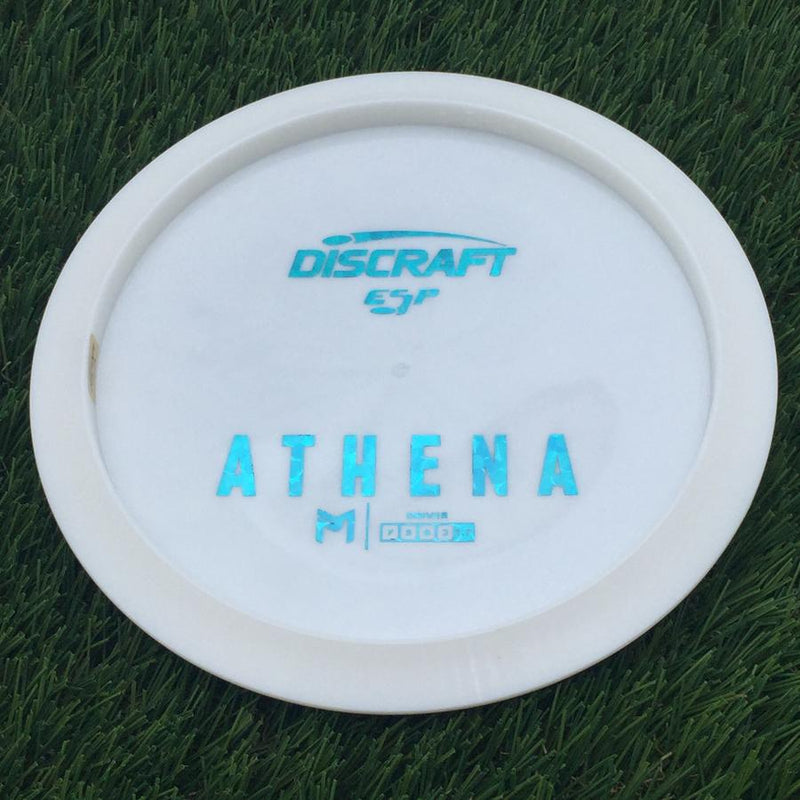 DISCRAFT
ESP
ATHENA
M
DRIVER